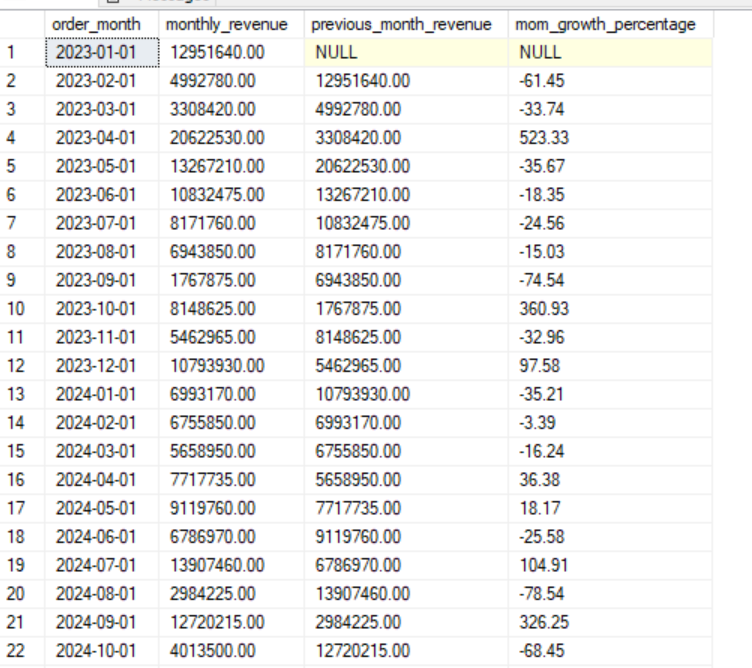 order_month monthly_revenue previous_month_revenue mom_growth_percentage
1 2023-01-01 12951640.00 NULL NULL
2 2023-02-01 4992780.00 12951640.00 -61.45
3 2023-03-01 3308420.00 4992780.00 -33.74
4 2023-04-01 20622530.00 3308420.00 523.33
5 2023-05-01 13267210.00 20622530.00 -35.67
6 2023-06-01 10832475.00 13267210.00 -18.35
7 2023-07-01 8171760.00 10832475.00 -24.56
8 2023-08-01 6943850.00 8171760.00 -15.03
9 2023-09-01 1767875.00 6943850.00 -74.54
10 2023-10-01 8148625.00 1767875.00 360.93
11 2023-11-01 5462965.00 8148625.00 -32.96
12 2023-12-01 10793930.00 5462965.00 97.58
13 2024-01-01 6993170.00 10793930.00 -35.21
14 2024-02-01 6755850.00 6993170.00 -3.39
15 2024-03-01 5658950.00 6755850.00 -16.24
16 2024-04-01 7717735.00 5658950.00 36.38
17 2024-05-01 9119760.00 7717735.00 18.17
18 2024-06-01 6786970.00 9119760.00 -25.58
19 2024-07-01 13907460.00 6786970.00 104.91
20 2024-08-01 2984225.00 13907460.00 -78.54
21 2024-09-01 12720215.00 2984225.00 326.25
22 2024-10-01 4013500.00 12720215.00 -68.45